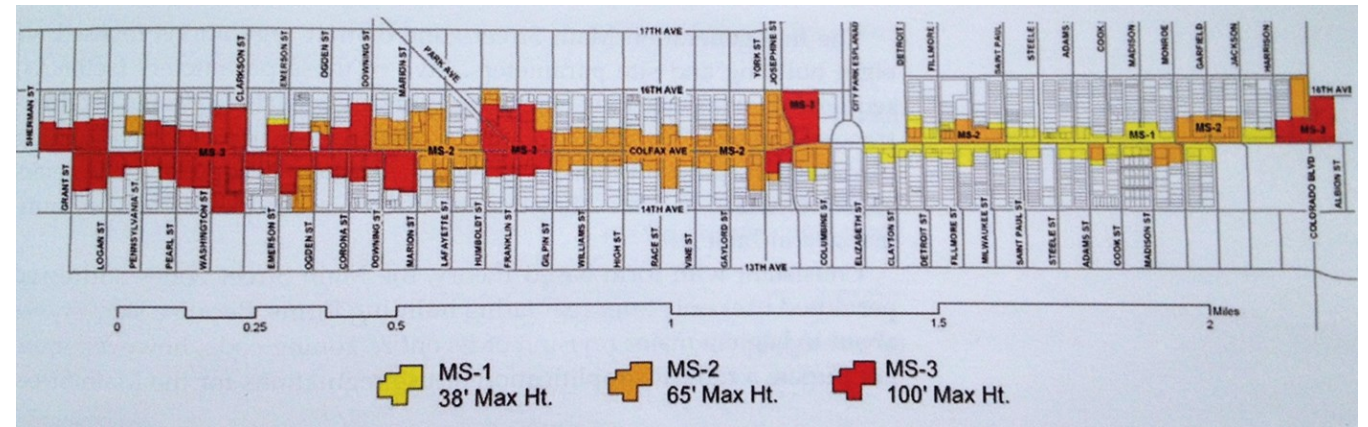 17TH AVE
CLARKSON ST
EMERSON ST
OGDEN ST
DOWNING ST
MARION ST
PARK AVE
YORK ST
JOSEPHINE ST
CITY PARK ESPLANADE
DETROIT
FILLMORE
SAINT PAUL
STEELE
ADAMS
COOK
MADISON
MONROE
GARFIELD
JACKSON
HARRISON
16TH AVE
16TH AVE
SHERMAN ST
MS-3
MS-2
MS-3
COLFAX AVE
MS-2
MS-3
MS-2
MS-1
MS-2
MS-3
14TH AVE
GRANT ST
LOGAN ST
PENNSYLVANIA ST
PEARL ST
WASHINGTON ST
EMERSON ST
OGDEN ST
CORONA ST
DOWNING ST
MARION ST
LAFAYETTE ST
HUMBOLDT ST
FRANKLIN ST
GILPIN ST
WILLIAMS ST
HIGH ST
RACE ST
VINE ST
GAYLORD ST
COLUMBINE ST
ELIZABETH ST
CLAYTON ST
DETROIT ST
FILLMORE ST
MILWAUKEE ST
SAINT PAUL ST
STEELE ST
ADAMS ST
COOK ST
MADISON ST
COLORADO BLVD
ALBION ST
13TH AVE
0 0.25 0.5 1 1.5 2 Miles
MS-1
38' Max Ht.
MS-2
65' Max Ht.
MS-3
100' Max Ht.